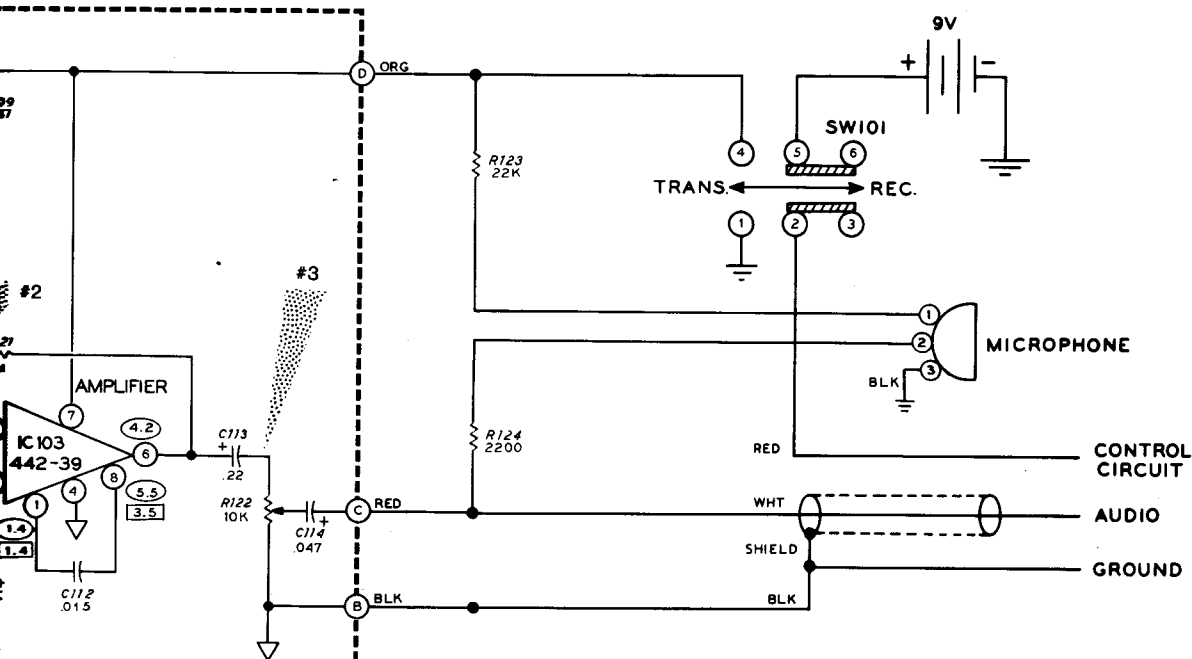 9V
+ -
D ORG
99
37
SW101
R123
22K
4 5 6
TRANS. REC.
1 2 3
#3
#2
21
1
2
3
MICROPHONE
BLK
AMPLIFIER
7
IC103
442-39
4.2
6
8
4
1
5.5
3.5
1.4
1.4
C113
+
.22
R122
10K
C114
+
.047
C112
.015
R124
2200
RED
CONTROL
CIRCUIT
C RED
WHT
AUDIO
SHIELD
GROUND
B BLK
BLK